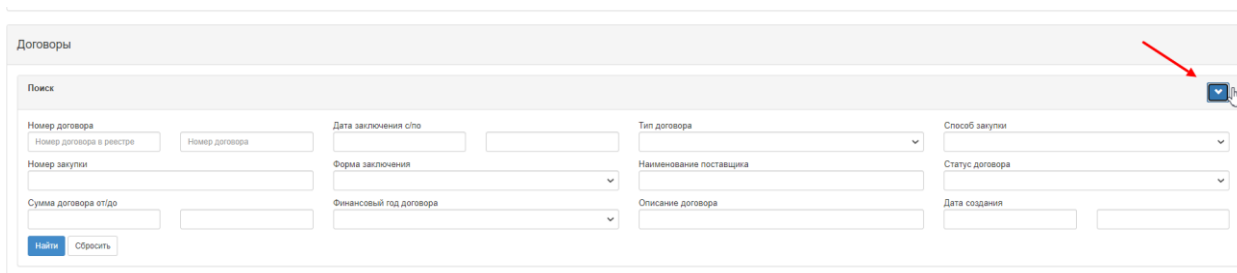 Договоры
Поиск
Номер договора Дата заключения с/по Тип договора Способ закупки
Номер договора в реестре Номер договора
Номер закупки Форма заключения Наименование поставщика Статус договора
Сумма договора от/до Финансовый год договора Описание договора Дата создания
Найти Сбросить